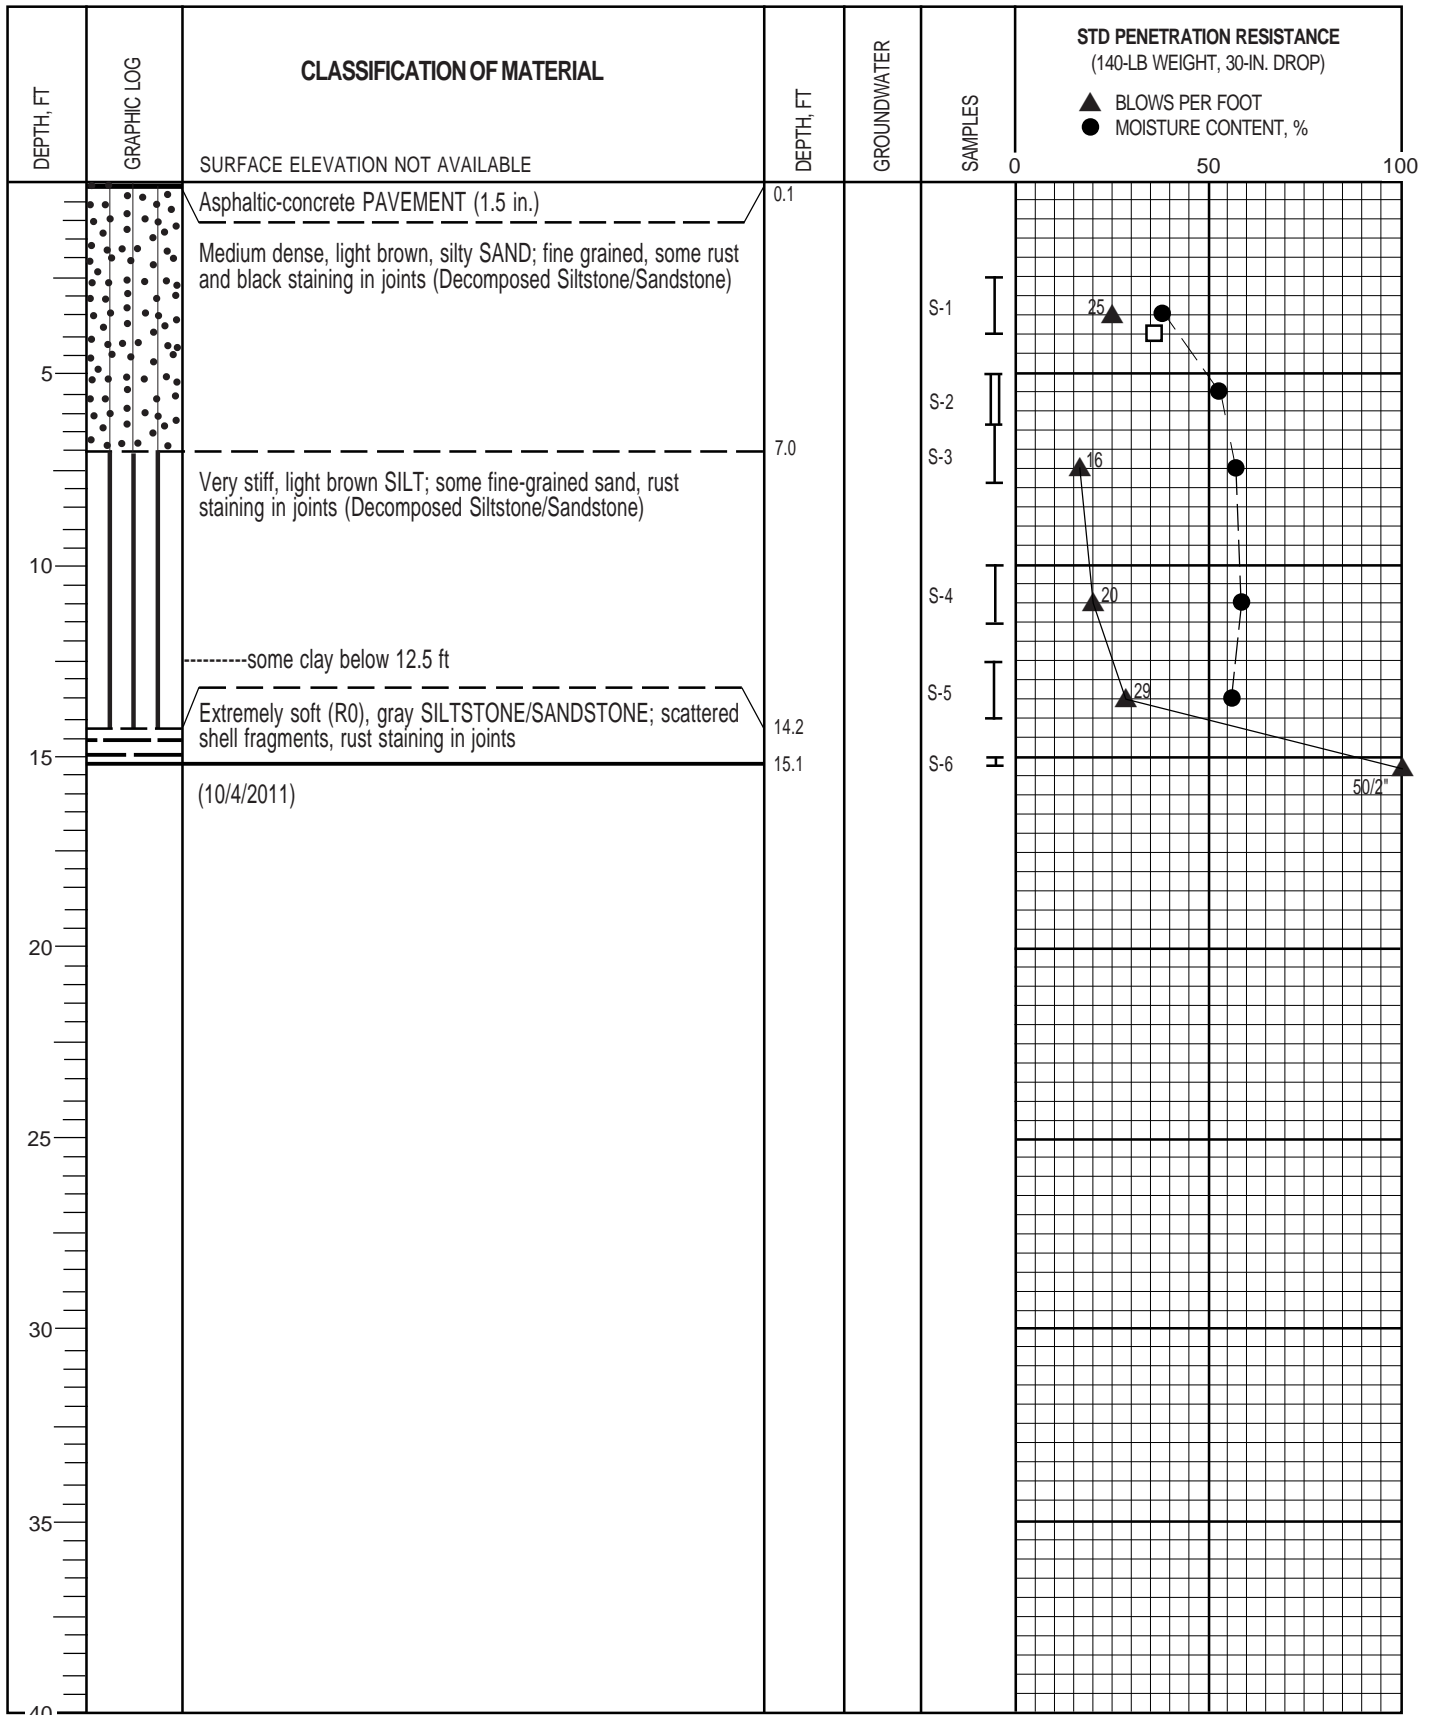 DEPTH, FT
GRAPHIC LOG
CLASSIFICATION OF MATERIAL
SURFACE ELEVATION NOT AVAILABLE
DEPTH, FT
GROUNDWATER
SAMPLES
STD PENETRATION RESISTANCE
(140-LB WEIGHT, 30-IN. DROP)
BLOWS PER FOOT
MOISTURE CONTENT, %
0 50 100
Asphaltic-concrete PAVEMENT (1.5 in.)
0.1
Medium dense, light brown, silty SAND; fine grained, some rust
and black staining in joints (Decomposed Siltstone/Sandstone)
S-1
25
5
S-2
7.0
S-3
16
Very stiff, light brown SILT; some fine-grained sand, rust
staining in joints (Decomposed Siltstone/Sandstone)
10
S-4
20
--------some clay below 12.5 ft
S-5
29
Extremely soft (R0), gray SILTSTONE/SANDSTONE; scattered
shell fragments, rust staining in joints
14.2
15
15.1
S-6
50/2"
(10/4/2011)
20
25
30
35
40